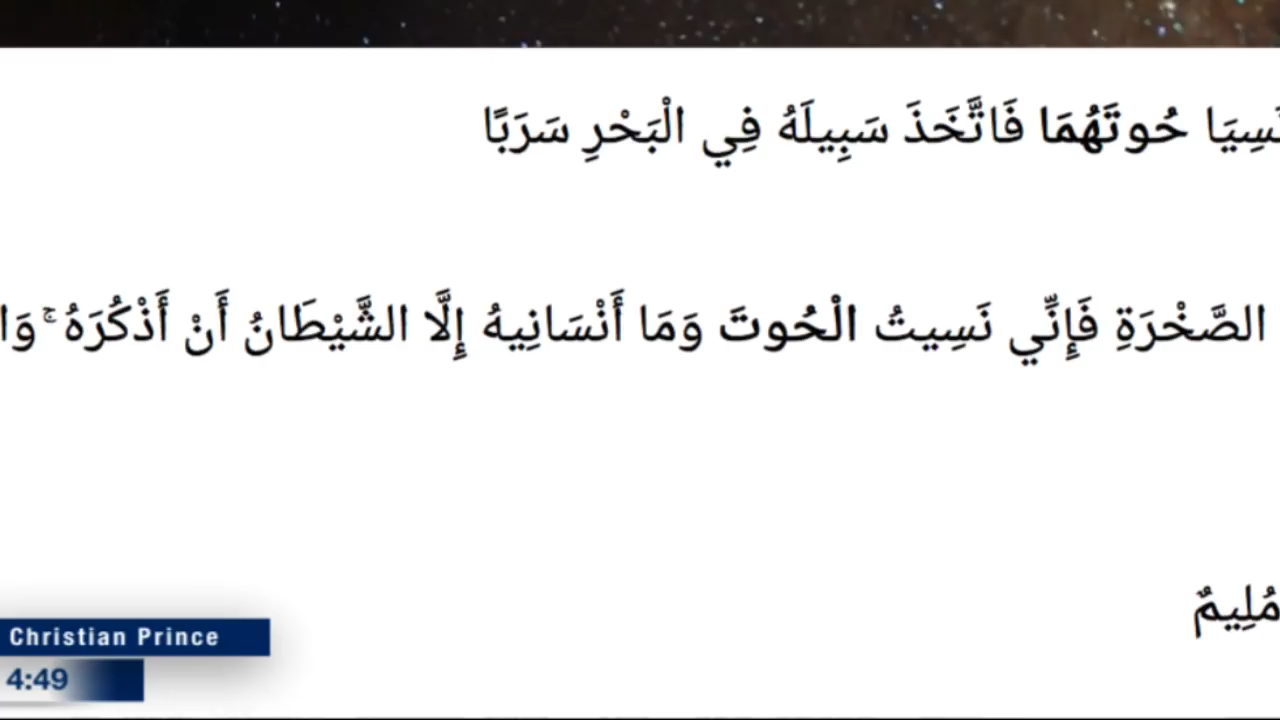 نَسِيَا حُوتَهُمَا فَاتَّخَذَ سَبِيلَهُ فِي الْبَحْرِ سَرَبًا
الصَّخْرَةِ فَإِنِّي نَسِيتُ الْحُوتَ وَمَا أَنْسَانِيهُ إِلَّا الشَّيْطَانُ أَنْ أَذْكُرَهُ ۚ وَا
مُلِيمٌ
Christian Prince
4:49